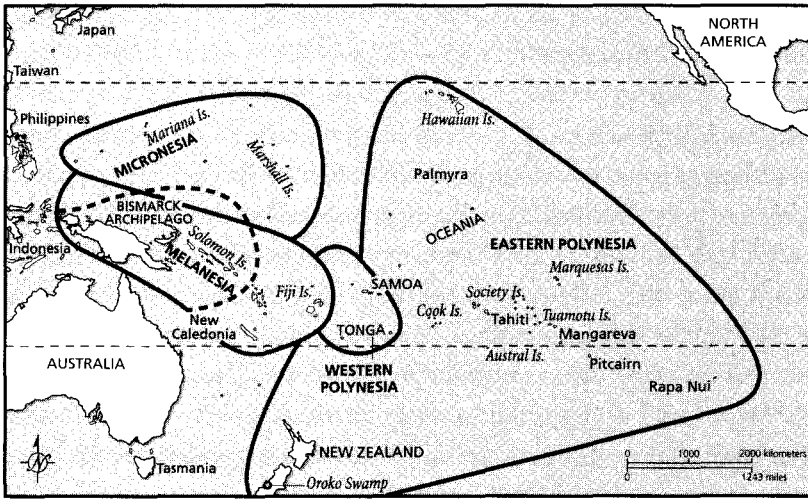 Japan
NORTH
AMERICA
Taiwan
Philippines
Hawaiian Is.
Mariana Is.
MICRONESIA
Marshall Is.
Palmyra
BISMARCK
ARCHIPELAGO
OCEANIA
EASTERN POLYNESIA
Indonesia
Solomon Is.
MELANESIA
Marquesas Is.
Fiji Is.
SAMOA
Society Is.
Cook Is.
Tahiti
Tuamotu Is.
New
Caledonia
TONGA
Mangareva
AUSTRALIA
WESTERN
POLYNESIA
Austral Is.
Pitcairn
Rapa Nui
NEW ZEALAND
0 1000 2000 kilometers
0 1243 miles
Tasmania
Oroko Swamp
N